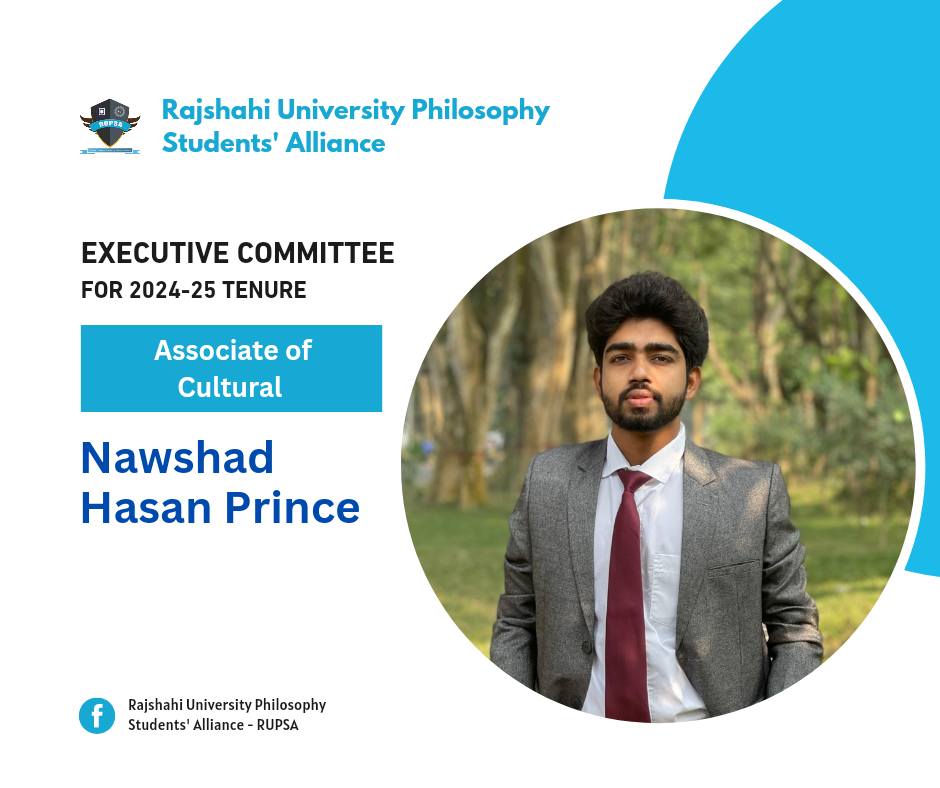 RUPSA
Rajshahi University Philosophy
Students' Alliance
EXECUTIVE COMMITTEE
FOR 2024-25 TENURE
Associate of
Cultural
Nawshad
Hasan Prince
Rajshahi University Philosophy
Students' Alliance - RUPSA